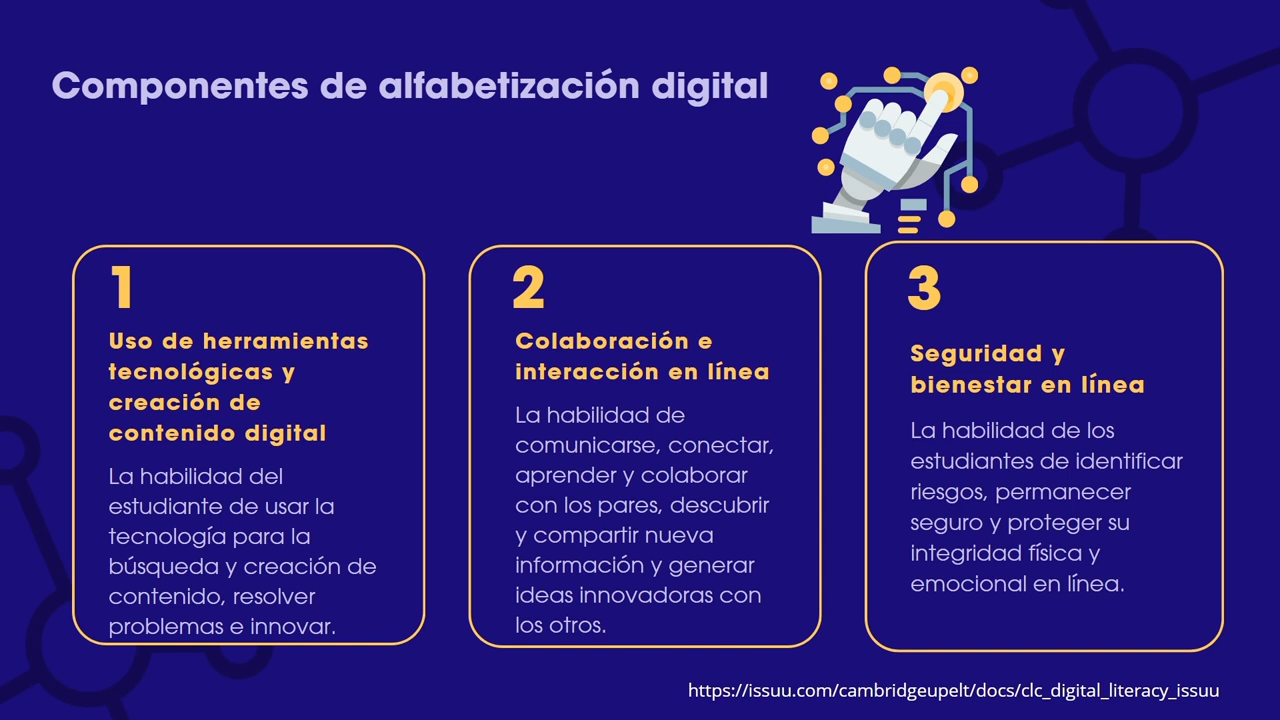 Componentes de alfabetización digital
1
Uso de herramientas
tecnológicas y
creación de
contenido digital
La habilidad del
estudiante de usar la
tecnología para la
búsqueda y creación de
contenido, resolver
problemas e innovar.
2
Colaboración e
interacción en línea
La habilidad de
comunicarse, conectar,
aprender y colaborar
con los pares, descubrir
y compartir nueva
información y generar
ideas innovadoras con
los otros.
3
Seguridad y
bienestar en línea
La habilidad de los
estudiantes de identificar
riesgos, permanecer
seguro y proteger su
integridad física y
emocional en línea.
https://issuu.com/cambridgeupelt/docs/clc_digital_literacy_issuu